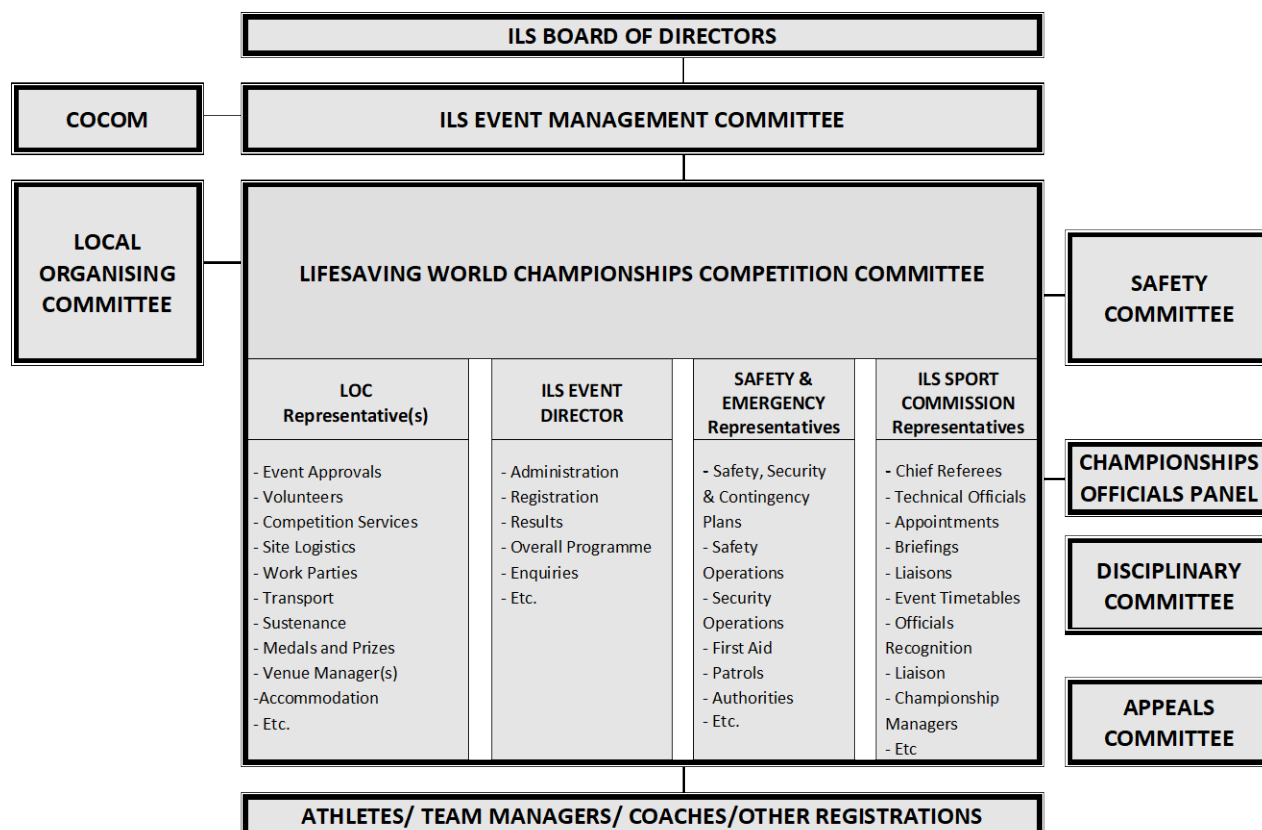 ILS BOARD OF DIRECTORS
COCOM
ILS EVENT MANAGEMENT COMMITTEE
LOCAL
ORGANISING
COMMITTEE
LIFESAVING WORLD CHAMPIONSHIPS COMPETITION COMMITTEE
SAFETY
COMMITTEE
LOC
Representative(s)
- Event Approvals
- Volunteers
- Competition Services
- Site Logistics
- Work Parties
- Transport
- Sustenance
- Medals and Prizes
- Venue Manager(s)
-Accommodation
- Etc.
ILS EVENT
DIRECTOR
- Administration
- Registration
- Results
- Overall Programme
- Enquiries
- Etc.
SAFETY &
EMERGENCY
Representatives
- Safety, Security
& Contingency
Plans
- Safety
Operations
- Security
Operations
- First Aid
- Patrols
- Authorities
- Etc.
ILS SPORT
COMMISSION
Representatives
- Chief Referees
- Technical Officials
- Appointments
- Briefings
- Liaisons
- Event Timetables
- Officials
Recognition
- Liaison
- Championship
Managers
- Etc
CHAMPIONSHIPS
OFFICIALS PANEL
DISCIPLINARY
COMMITTEE
APPEALS
COMMITTEE
ATHLETES/ TEAM MANAGERS/ COACHES/OTHER REGISTRATIONS